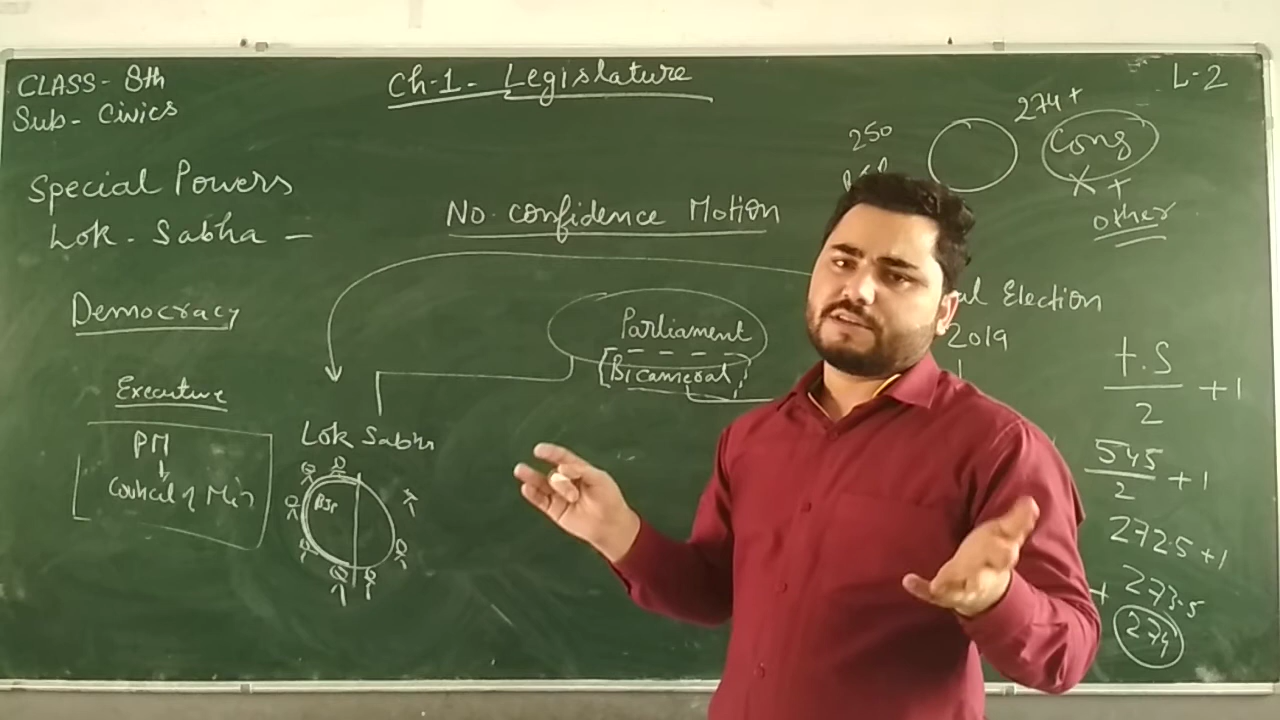 CLASS- 8th
Sub- Civics
Ch-1- Legislature
L-2
Special Powers
Lok-Sabha -
No-confidence Motion
250
274+
Cong
X +
other
Democracy
Executive
PM
Council of Min
Parliament
[Bicameral]
Lok Sabha
BJP
Election
2019
t.S
2
+1
545
2
+1
272.5 +1
273.5
274